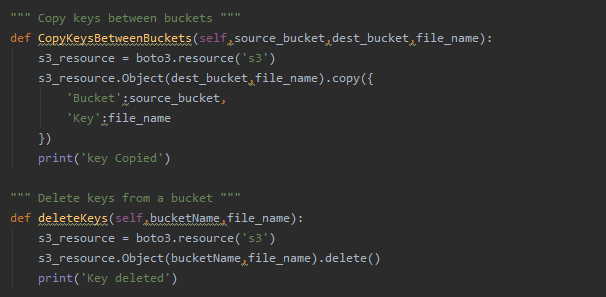 """ Copy keys between buckets """
def CopyKeysBetweenBuckets(self,source_bucket,dest_bucket,file_name):
    s3_resource = boto3.resource('s3')
    s3_resource.Object(dest_bucket,file_name).copy({
        'Bucket':source_bucket,
        'Key':file_name
    })
    print('key Copied')

""" Delete keys from a bucket """
def deleteKeys(self,bucketName,file_name):
    s3_resource = boto3.resource('s3')
    s3_resource.Object(bucketName,file_name).delete()
    print('Key deleted')